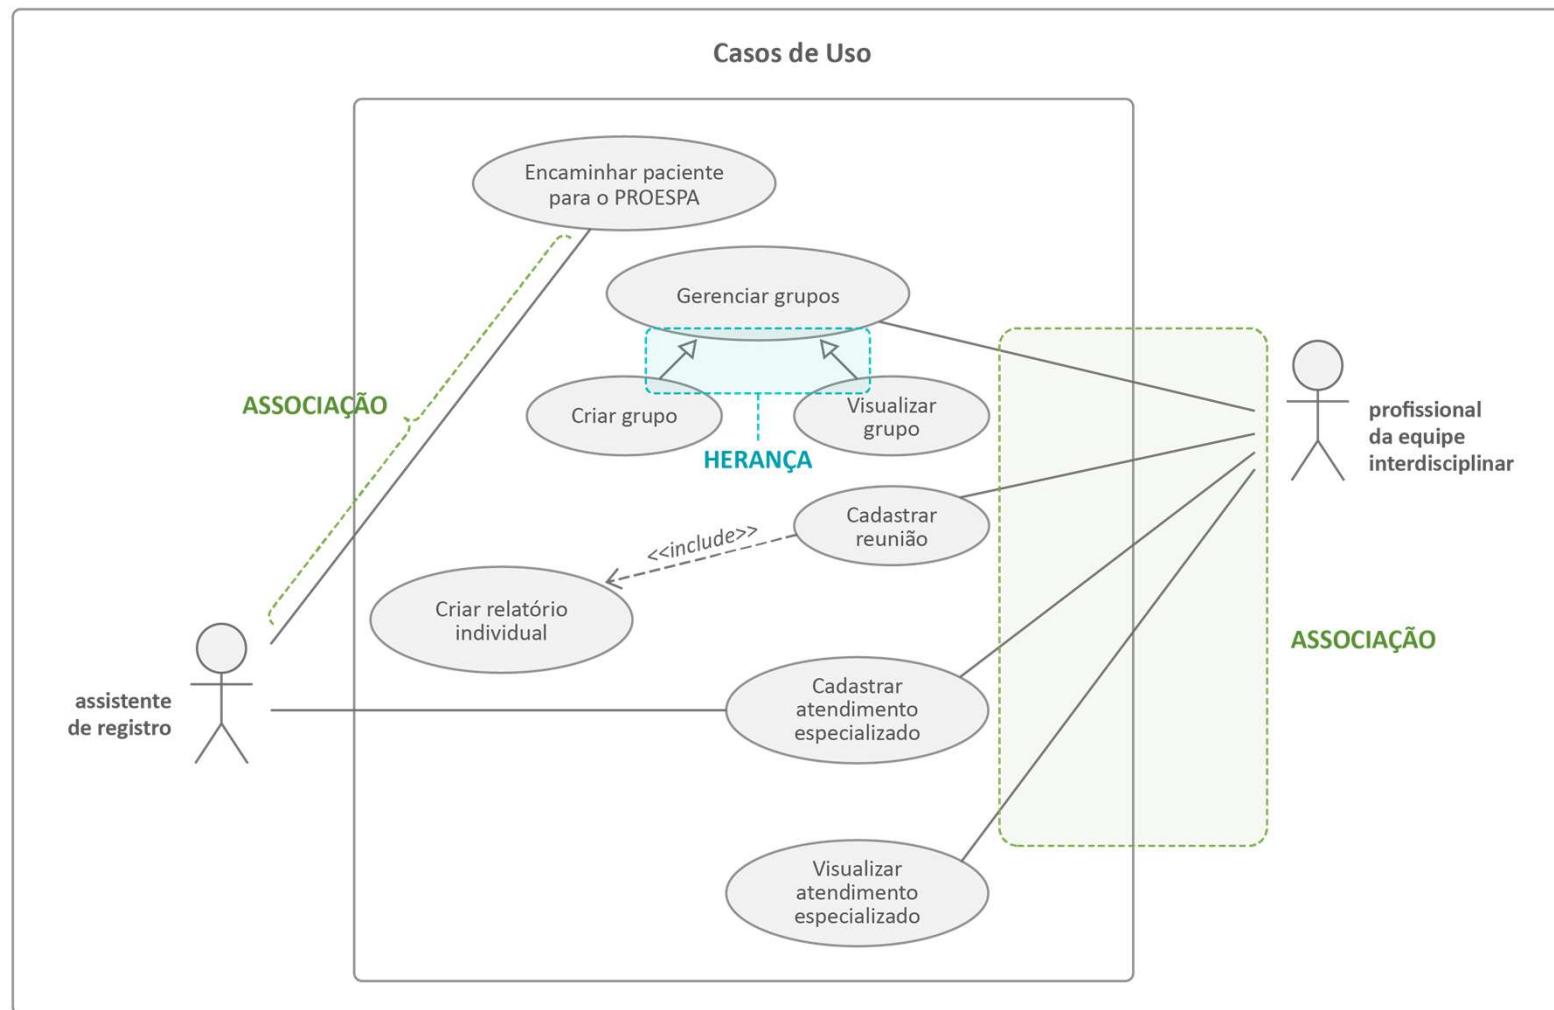 Casos de Uso
Encaminhar paciente
para o PROESPA
Gerenciar grupos
ASSOCIAÇÃO
Criar grupo
Visualizar
grupo
HERANÇA
profissional
da equipe
interdisciplinar
Cadastrar
reunião
<<include>>
Criar relatório
individual
ASSOCIAÇÃO
assistente
de registro
Cadastrar
atendimento
especializado
Visualizar
atendimento
especializado